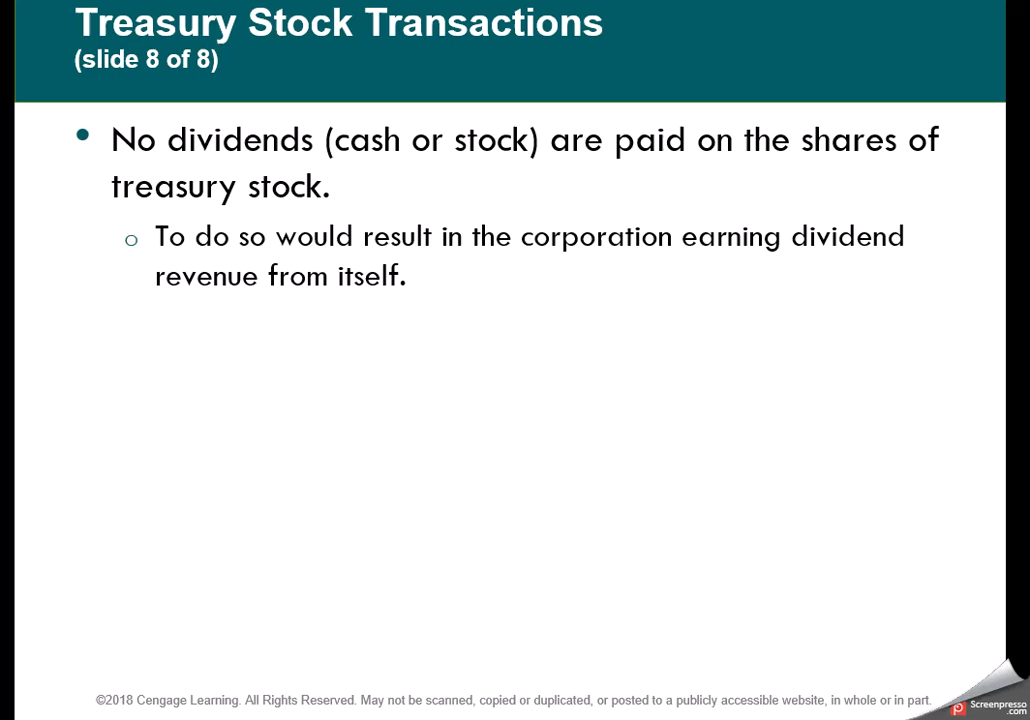 Treasury Stock Transactions
(slide 8 of 8)
• No dividends (cash or stock) are paid on the shares of
treasury stock.
o To do so would result in the corporation earning dividend
revenue from itself.
©2018 Cengage Learning. All Rights Reserved. May not be scanned, copied or duplicated, or posted to a publicly accessible website, in whole or in part.
Screenpresso
.com